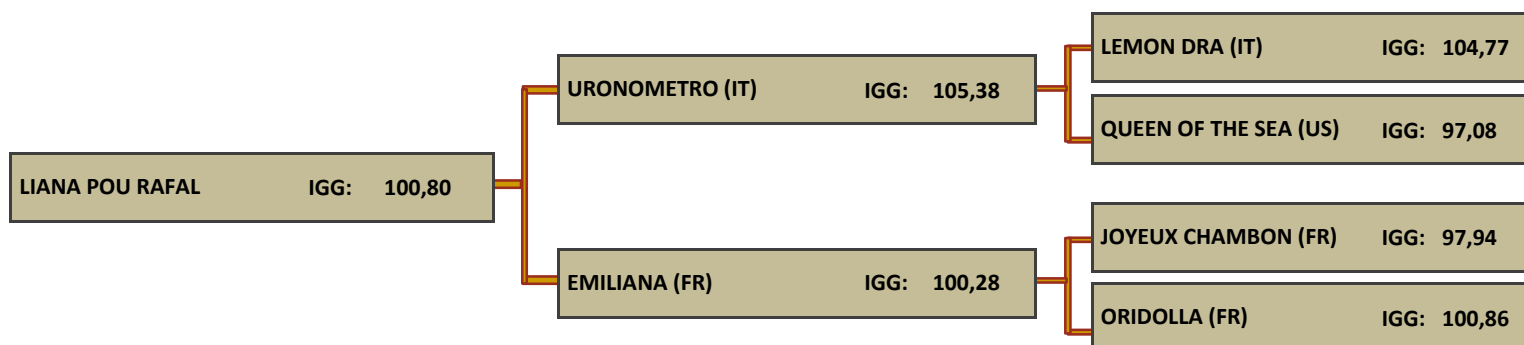 LEMON DRA (IT) IGG: 104,77
URONOMETRO (IT) IGG: 105,38
QUEEN OF THE SEA (US) IGG: 97,08
LIANA POU RAFAL IGG: 100,80
JOYEUX CHAMBON (FR) IGG: 97,94
EMILIANA (FR) IGG: 100,28
ORIDOLLA (FR) IGG: 100,86